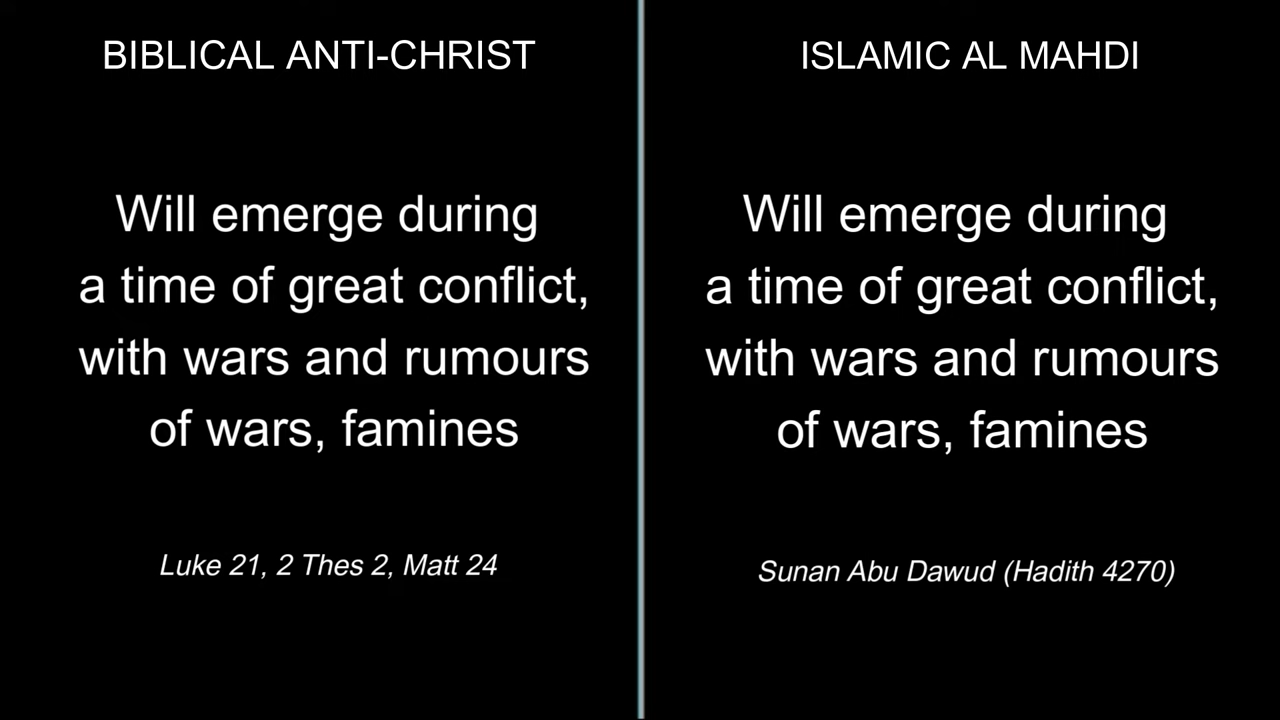 BIBLICAL ANTI-CHRIST
Will emerge during
a time of great conflict,
with wars and rumours
of wars, famines
Luke 21, 2 Thes 2, Matt 24
ISLAMIC AL MAHDI
Will emerge during
a time of great conflict,
with wars and rumours
of wars, famines
Sunan Abu Dawud (Hadith 4270)